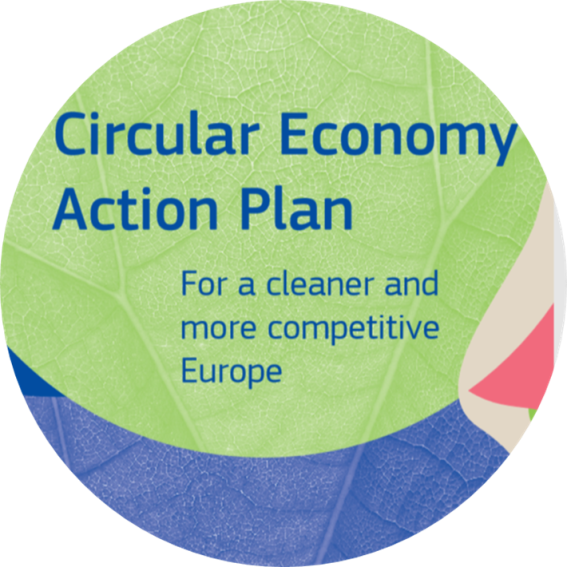 Circular Economy
Action Plan
For a cleaner and
more competitive
Europe